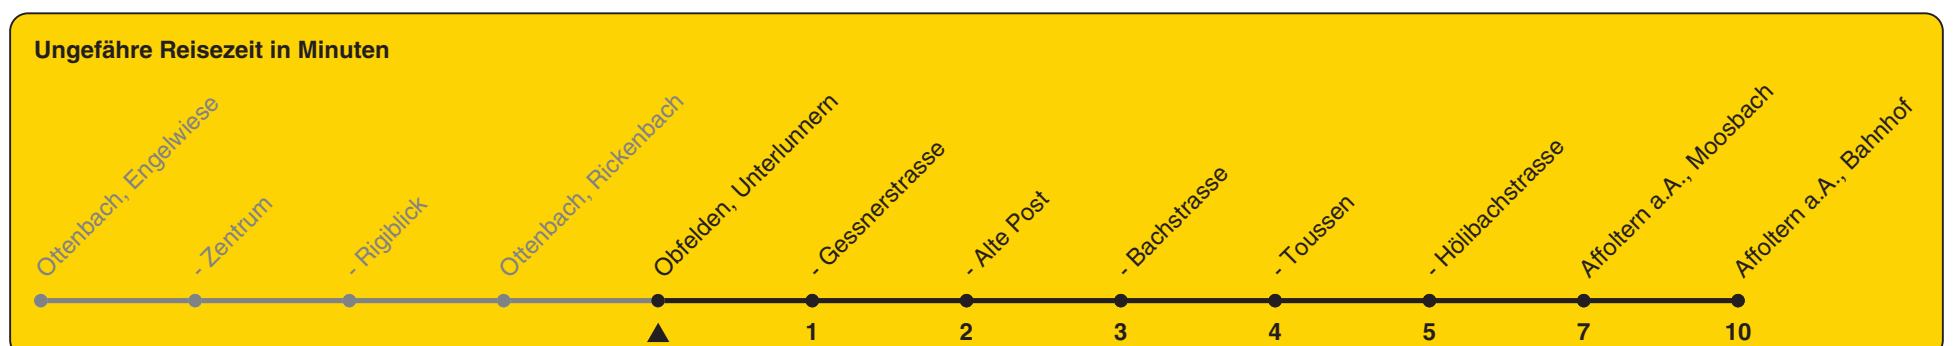 Ungefähre Reisezeit in Minuten
Ottenbach, Engelwiese
- Zentrum
- Rigiblick
Ottenbach, Rickenbach
Obfelden, Unterlunnern
- Gessnerstrasse
- Alte Post
- Bachstrasse
- Toussen
- Hölibachstrasse
Affoltern a.A., Moosbach
Affoltern a.A., Bahnhof
1 2 3 4 5 7 10